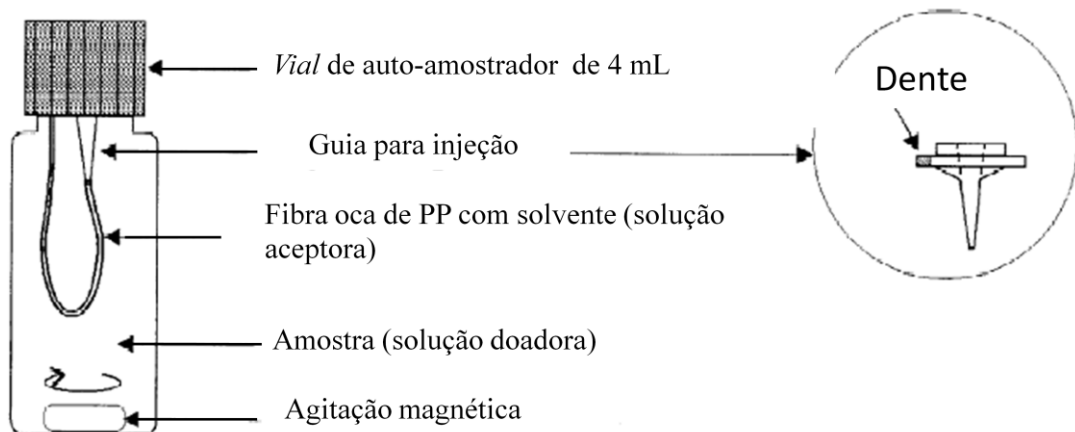 Vial de auto-amostrador de 4 mL
Dente
Guia para injeção
Fibra oca de PP com solvente (solução
aceptora)
Amostra (solução doadora)
Agitação magnética